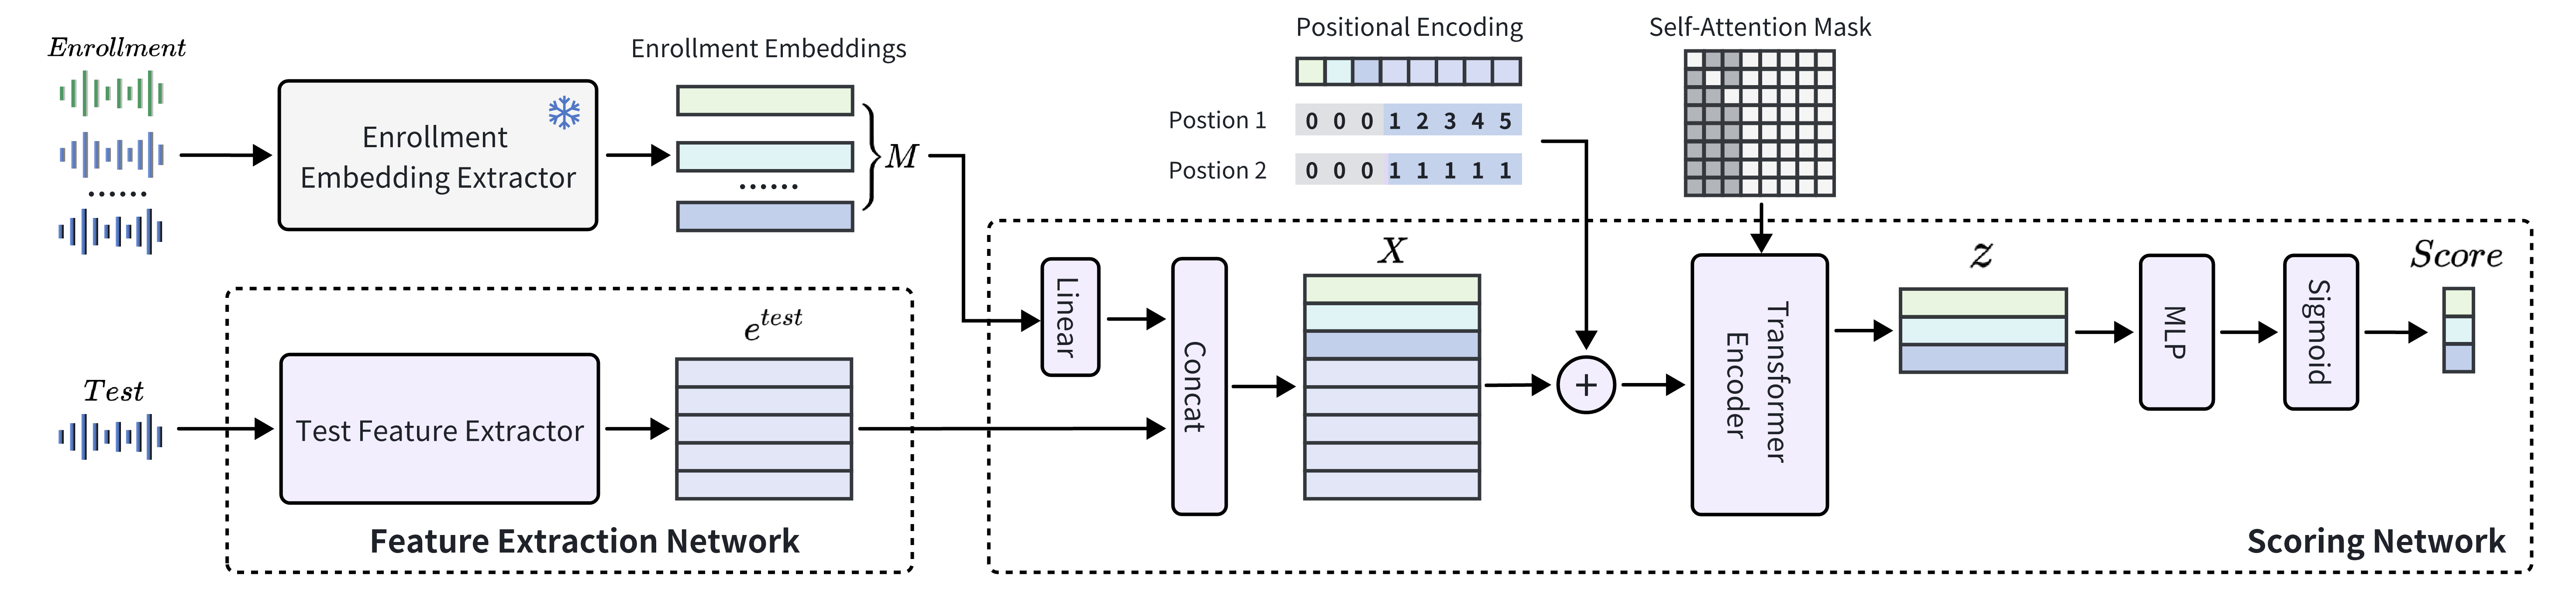 Enrollment
......
Enrollment
Embedding Extractor
Enrollment Embeddings
......
M
Positional Encoding
Postion 1 0 0 0 1 2 3 4 5
Postion 2 0 0 0 1 1 1 1 1
Self-Attention Mask
Test
Test Feature Extractor
e^{test}
Feature Extraction Network
Linear
Concat
X
+
Transformer
Encoder
z
MLP
Sigmoid
Score
Scoring Network